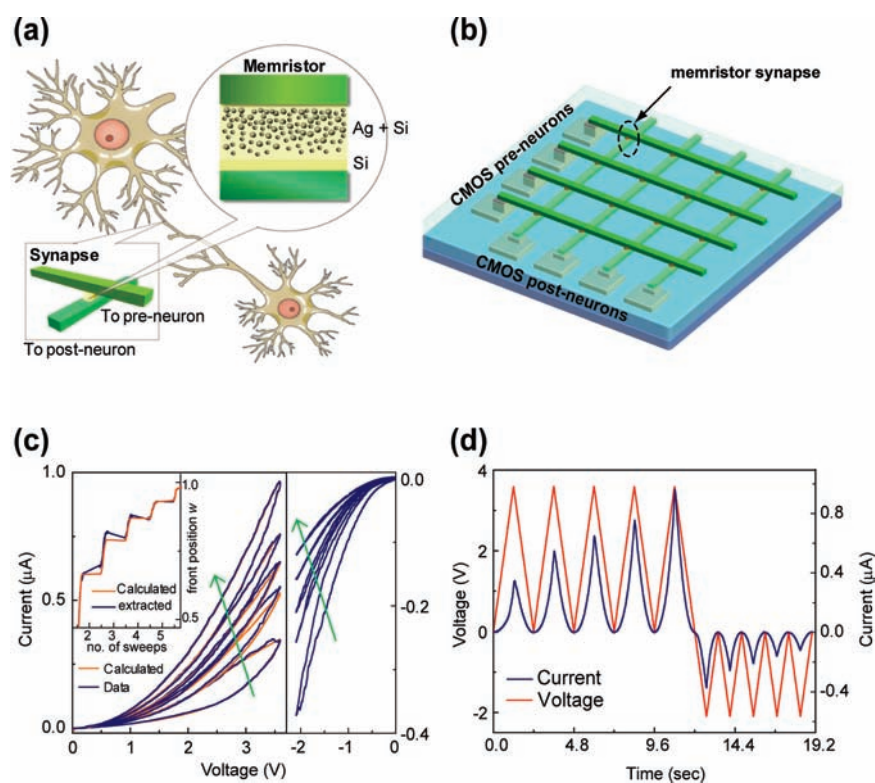 (a)
Memristor
Ag + Si
Si
Synapse
To pre-neuron
To post-neuron
(b)
memristor synapse
CMOS pre-neurons
CMOS post-neurons
(c)
1.0
0.5
0.0
Current (µA)
1.0
0.5
front position w
Calculated
extracted
2 3 4 5
no. of sweeps
Calculated
Data
0.0
-0.2
-0.4
0 1 2 3 -2 -1 0
Voltage (V)
(d)
4
2
0
-2
Voltage (V)
0.8
0.4
0.0
-0.4
Current (µA)
Current
Voltage
0.0 4.8 9.6 14.4 19.2
Time (sec)